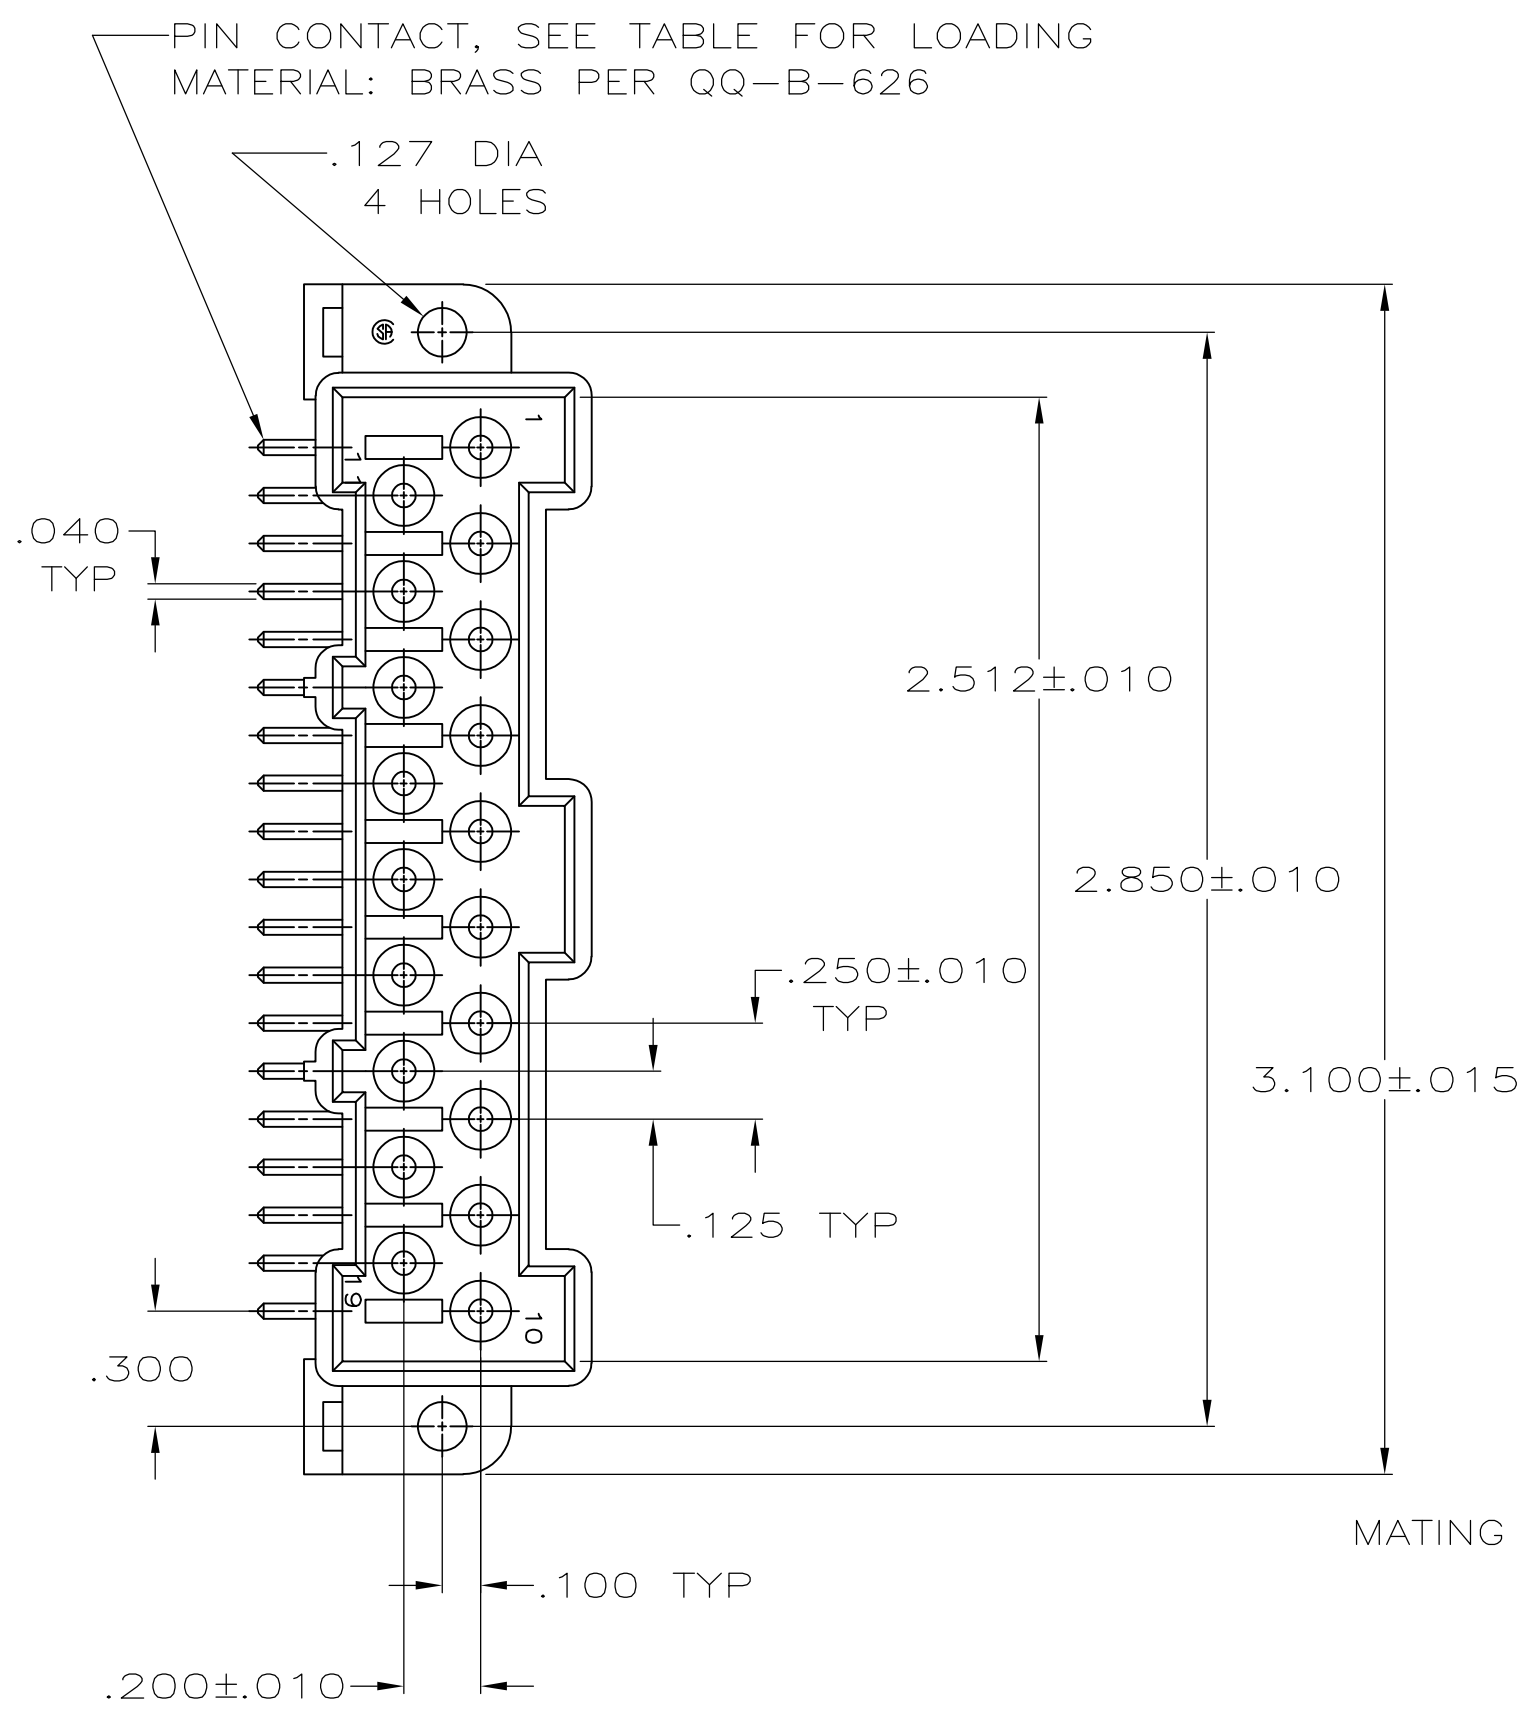 PIN CONTACT, SEE TABLE FOR LOADING
MATERIAL: BRASS PER QQ-B-626
.127 DIA
4 HOLES
SA
1
1
.040
TYP
2.512±.010
2.850±.010
.250±.010
TYP
3.100±.015
.125 TYP
19
10
.300
MATING
.100 TYP
.200±.010